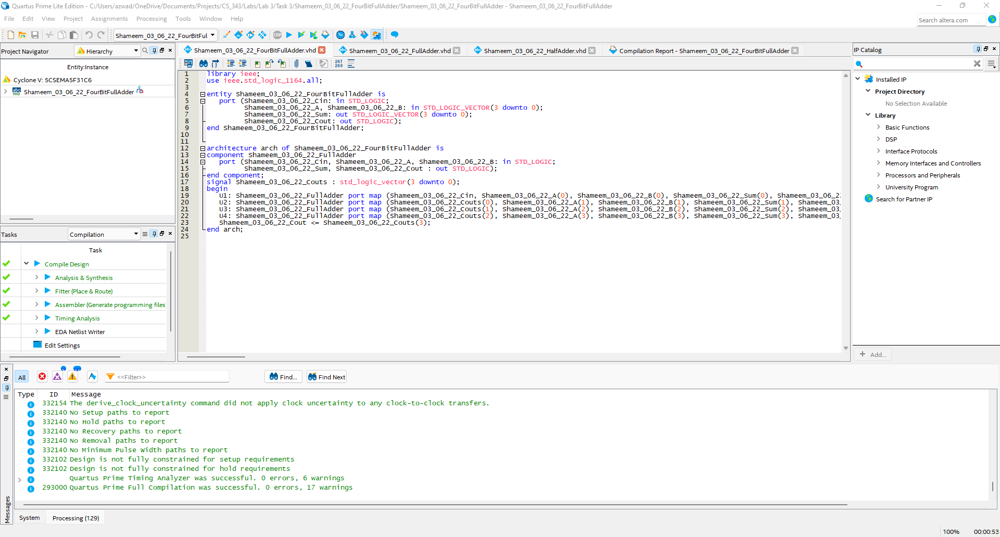 Quartus Prime Lite Edition - C:/Users/azwad/OneDrive/Documents/Projects/CS_343/Labs/Lab 3/Task 3/Shameem_03_06_22_FourBitFullAdder/Shameem_03_06_22_FourBitFullAdder - Shameem_03_06_22_FourBitFullAdder
File Edit View Project Assignments Processing Tools Window Help
Search altera.com
Shameem_03_06_22_FourBitFul
STOP
Project Navigator
Hierarchy
Entity:Instance
Cyclone V: 5CSEMA5F31C6
Shameem_03_06_22_FourBitFullAdder
Tasks
Compilation
Task
Compile Design
Analysis & Synthesis
Fitter (Place & Route)
Assembler (Generate programming files
Timing Analysis
EDA Netlist Writer
Edit Settings
Shameem_03_06_22_FourBitFullAdder.vhd
Shameem_03_06_22_FullAdder.vhd
Shameem_03_06_22_HalfAdder.vhd
Compilation Report - Shameem_03_06_22_FourBitFullAdder
267
268
1 library ieee;
2 use ieee.std_logic_1164.all;
3
4 entity Shameem_03_06_22_FourBitFullAdder is
5 port (Shameem_03_06_22_Cin: in STD_LOGIC;
6 Shameem_03_06_22_A, Shameem_03_06_22_B: in STD_LOGIC_VECTOR(3 downto 0);
7 Shameem_03_06_22_Sum: out STD_LOGIC_VECTOR(3 downto 0);
8 Shameem_03_06_22_Cout: out STD_LOGIC);
9 end Shameem_03_06_22_FourBitFullAdder;
10
11
12 architecture arch of Shameem_03_06_22_FourBitFullAdder is
13 component Shameem_03_06_22_FullAdder
14 port (Shameem_03_06_22_Cin, Shameem_03_06_22_A, Shameem_03_06_22_B: in STD_LOGIC;
15 Shameem_03_06_22_Sum, Shameem_03_06_22_Cout : out STD_LOGIC);
16 end component;
17 signal Shameem_03_06_22_Couts : std_logic_vector(3 downto 0);
18 begin
19 U1: Shameem_03_06_22_FullAdder port map (Shameem_03_06_22_Cin, Shameem_03_06_22_A(0), Shameem_03_06_22_B(0), Shameem_03_06_22_Sum(0), Shameem_03_06_22
20 U2: Shameem_03_06_22_FullAdder port map (Shameem_03_06_22_Couts(0), Shameem_03_06_22_A(1), Shameem_03_06_22_B(1), Shameem_03_06_22_Sum(1), Shameem_03_
21 U3: Shameem_03_06_22_FullAdder port map (Shameem_03_06_22_Couts(1), Shameem_03_06_22_A(2), Shameem_03_06_22_B(2), Shameem_03_06_22_Sum(2), Shameem_03_
22 U4: Shameem_03_06_22_FullAdder port map (Shameem_03_06_22_Couts(2), Shameem_03_06_22_A(3), Shameem_03_06_22_B(3), Shameem_03_06_22_Sum(3), Shameem_03_
23 Shameem_03_06_22_Cout <= Shameem_03_06_22_Couts(3);
24 end arch;
25
IP Catalog
Installed IP
Project Directory
No Selection Available
Library
Basic Functions
DSP
Interface Protocols
Memory Interfaces and Controllers
Processors and Peripherals
University Program
Search for Partner IP
+ Add...
All
<<Filter>>
Find...
Find Next
Type ID Message
332154 The derive_clock_uncertainty command did not apply clock uncertainty to any clock-to-clock transfers.
332140 No Setup paths to report
332140 No Hold paths to report
332140 No Recovery paths to report
332140 No Removal paths to report
332140 No Minimum Pulse Width paths to report
332102 Design is not fully constrained for setup requirements
332102 Design is not fully constrained for hold requirements
Quartus Prime Timing Analyzer was successful. 0 errors, 6 warnings
293000 Quartus Prime Full Compilation was successful. 0 errors, 17 warnings
Messages
System
Processing (129)
100% 00:00:53